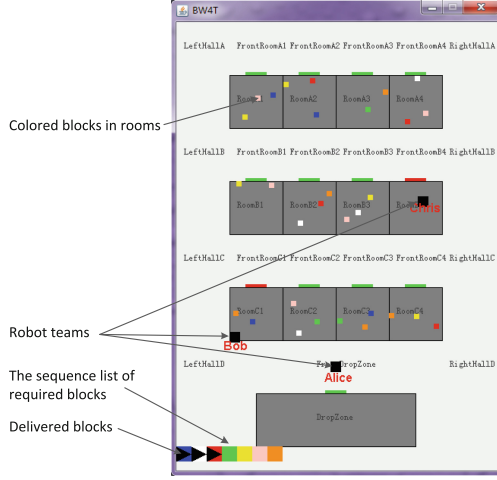 BW4T
LeftHallA FrontRoomA1 FrontRoomA2 FrontRoomA3 FrontRoomA4 RightHallA
Colored blocks in rooms
RoomA2 RoomA3 RoomA4
LeftHallB FrontRoomB1 FrontRoomB2 FrontRoomB3 FrontRoomB4 RightHallB
RoomB1 RoomB2 RoomB3
Chris
LeftHallC FrontRoomC1 FrontRoomC2 FrontRoomC3 FrontRoomC4 RightHallC
RoomC1 RoomC2 RoomC3 RoomC4
Robot teams
Bob
LeftHallD FrontDropZone RightHallD
Alice
The sequence list of
required blocks
DropZone
Delivered blocks